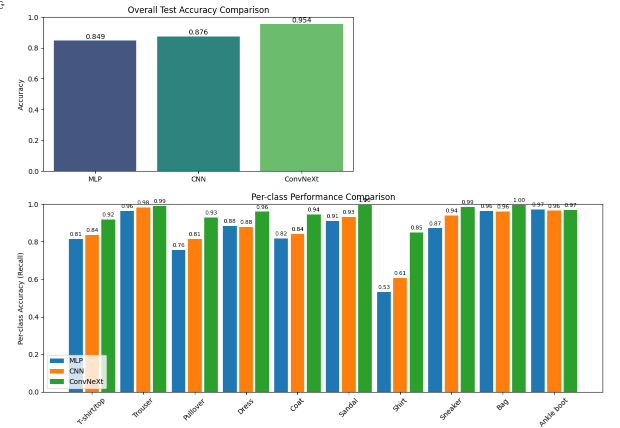 Overall Test Accuracy Comparison
Accuracy
1.0
0.8
0.6
0.4
0.2
0.0
0.849
0.876
0.954
MLP
CNN
ConvNeXt
Per-class Performance Comparison
Per-class Accuracy (Recall)
1.0
0.8
0.6
0.4
0.2
0.0
0.81 0.84 0.92
0.96 0.98 0.99
0.76 0.81 0.93
0.88 0.88 0.96
0.82 0.84 0.94
0.91 0.93
0.53 0.61 0.85
0.87 0.94 0.99
0.96 0.96 1.00
0.97 0.96 0.97
MLP
CNN
ConvNeXt
T-shirt/top
Trouser
Pullover
Dress
Coat
Sandal
Shirt
Sneaker
Bag
Ankle boot